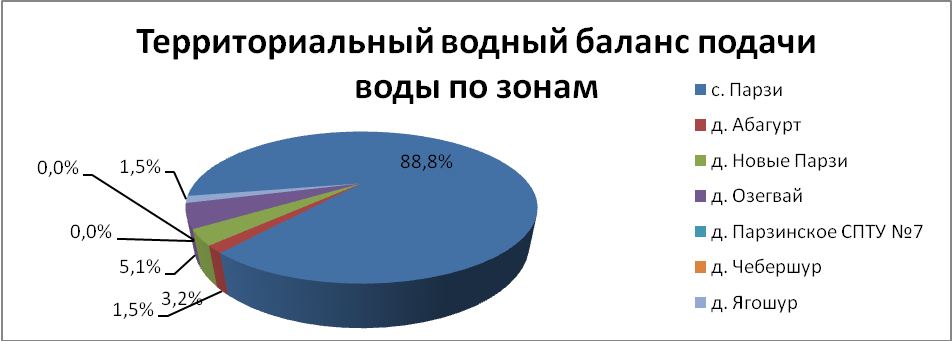 Территориальный водный баланс подачи
воды по зонам
88,8%
1,5%
0,0%
0,0%
5,1%
3,2%
1,5%
с. Парзи
д. Абагурт
д. Новые Парзи
д. Озегвай
д. Парзинское СПТУ №7
д. Чебершур
д. Ягошур